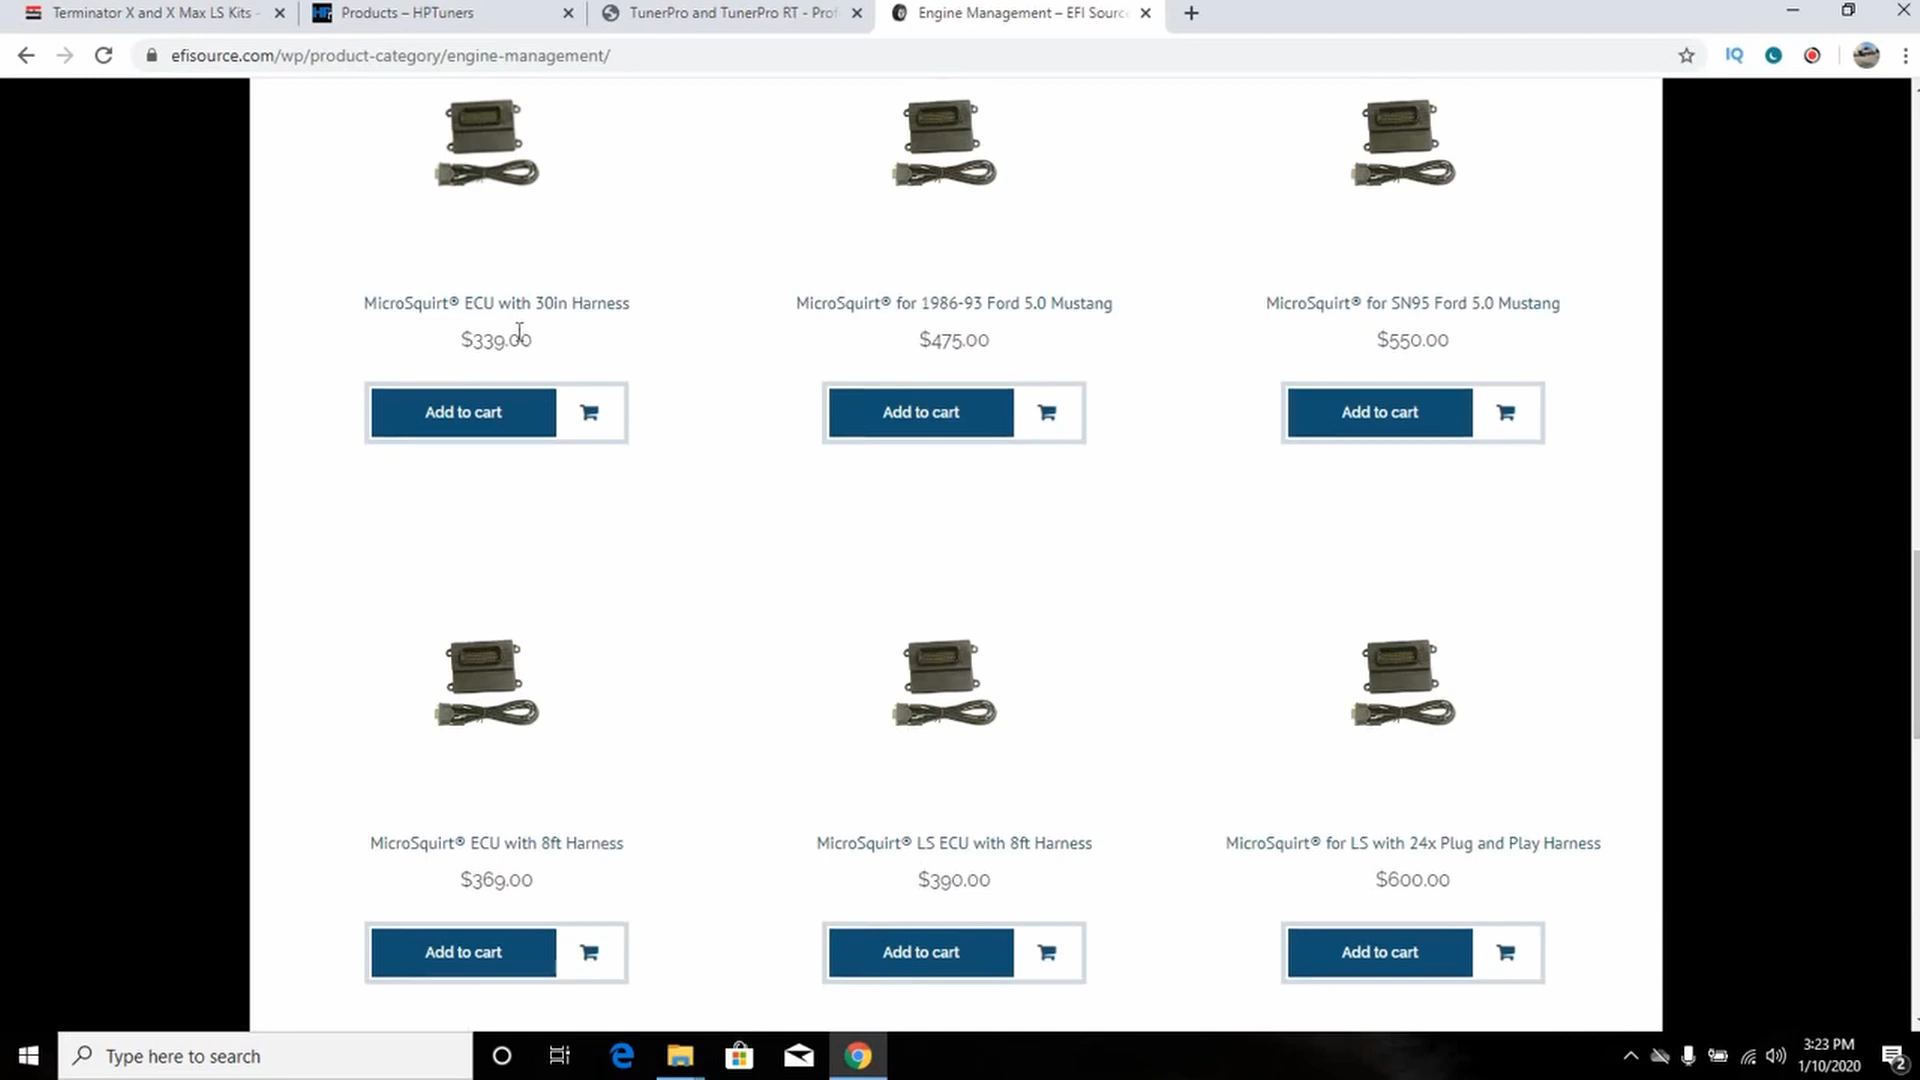 Terminator X and X Max LS Kits -
Products – HPTuners
TunerPro and TunerPro RT - Prof
Engine Management – EFI Sourc
efisource.com/wp/product-category/engine-management/
IQ
MicroSquirt® ECU with 30in Harness
$339.00
Add to cart
MicroSquirt® for 1986-93 Ford 5.0 Mustang
$475.00
Add to cart
MicroSquirt® for SN95 Ford 5.0 Mustang
$550.00
Add to cart
MicroSquirt® ECU with 8ft Harness
$369.00
Add to cart
MicroSquirt® LS ECU with 8ft Harness
$390.00
Add to cart
MicroSquirt® for LS with 24x Plug and Play Harness
$600.00
Add to cart
Type here to search
3:23 PM
1/10/2020
2